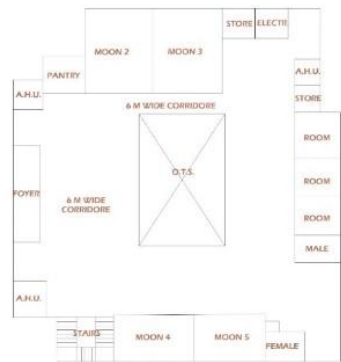 STORE
ELECTR
MOON 2
MOON 3
PANTRY
A.H.U.
A.H.U.
STORE
6 M WIDE CORRIDORE
ROOM
O.T.S.
ROOM
FOYER
6 M WIDE
CORRIDORE
ROOM
MALE
A.H.U.
STAIRS
MOON 4
MOON 5
FEMALE